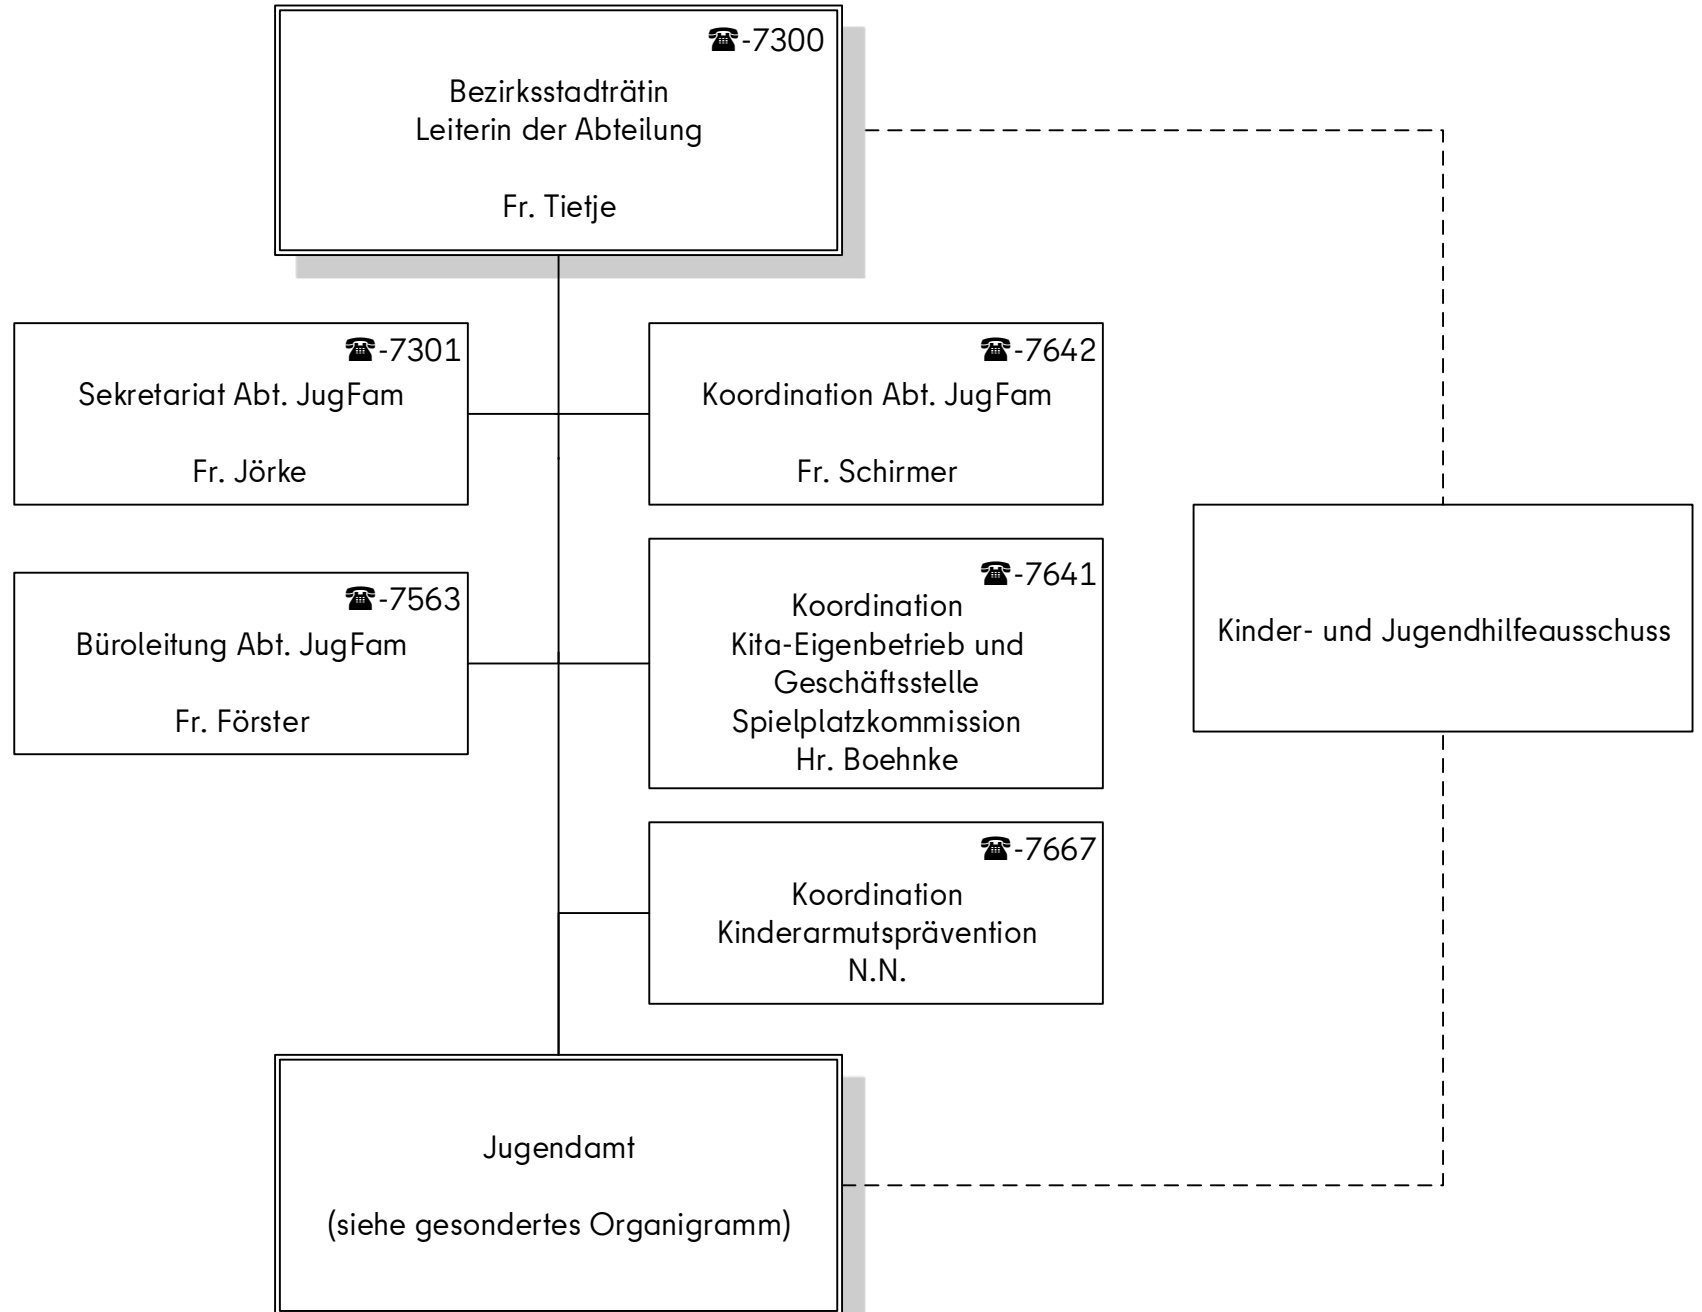 ☎-7300
Bezirksstadträtin
Leiterin der Abteilung
Fr. Tietje
☎-7301
Sekretariat Abt. JugFam
Fr. Jörke
☎-7642
Koordination Abt. JugFam
Fr. Schirmer
☎-7563
Büroleitung Abt. JugFam
Fr. Förster
☎-7641
Koordination
Kita-Eigenbetrieb und
Geschäftsstelle
Spielplatzkommission
Hr. Boehnke
Kinder- und Jugendhilfeausschuss
☎-7667
Koordination
Kinderarmutsprävention
N.N.
Jugendamt
(siehe gesondertes Organigramm)